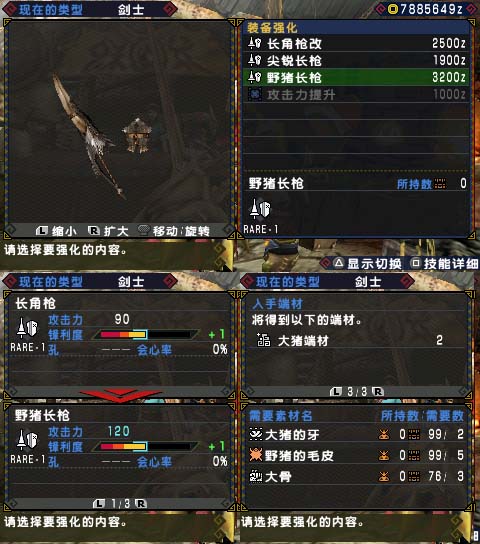 现在的类型 剑士
7885649z
装备强化
长角枪改 2500z
尖锐长枪 1900z
野猪长枪 3200z
攻击力提升 1000z
野猪长枪 所持数 0
RARE-1
L 缩小 R 扩大 移动/旋转
请选择要强化的内容。
△显示切换 □技能详细
现在的类型 剑士
长角枪
攻击力 90
锋利度 +1
RARE-1 孔 ━━━ 会心率 0%
野猪长枪
攻击力 120
锋利度 +1
RARE-1 孔 ━━━ 会心率 0%
L 1/3 R
请选择要强化的内容。
现在的类型 剑士
入手端材
将得到以下的端材。
大猪端材 2
L 3/3 R
需要素材名 所持数/需要数
大猪的牙 0 99/ 2
野猪的毛皮 0 99/ 5
大骨 0 76/ 3
请选择要强化的内容。